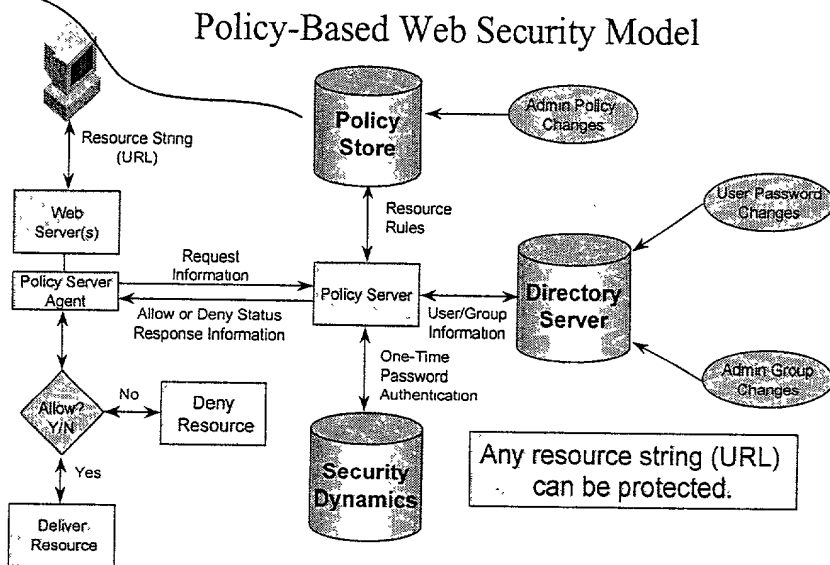 Policy-Based Web Security Model
Resource String
(URL)
Policy
Store
Admin Policy
Changes
Web
Server(s)
Resource
Rules
User Password
Changes
Request
Information
Policy Server
Agent
Policy Server
Allow or Deny Status
Response Information
User/Group
Information
Directory
Server
One-Time
Password
Authentication
Admin Group
Changes
Allow?
Y/N
No
Deny
Resource
Yes
Security
Dynamics
Any resource string (URL)
can be protected.
Deliver
Resource